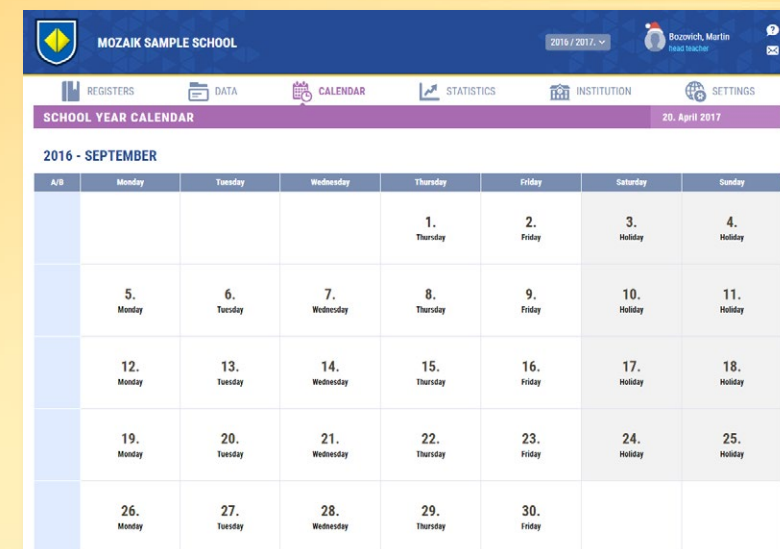 MOZAIK SAMPLE SCHOOL
2016 / 2017.
Bozovich, Martin
head teacher
REGISTERS DATA CALENDAR STATISTICS INSTITUTION SETTINGS
SCHOOL YEAR CALENDAR 20. April 2017
2016 - SEPTEMBER
A/B Monday Tuesday Wednesday Thursday Friday Saturday Sunday
1. 2. 3. 4.
Thursday Friday Holiday Holiday
5. 6. 7. 8. 9. 10. 11.
Monday Tuesday Wednesday Thursday Friday Holiday Holiday
12. 13. 14. 15. 16. 17. 18.
Monday Tuesday Wednesday Thursday Friday Holiday Holiday
19. 20. 21. 22. 23. 24. 25.
Monday Tuesday Wednesday Thursday Friday Holiday Holiday
26. 27. 28. 29. 30.
Monday Tuesday Wednesday Thursday Friday